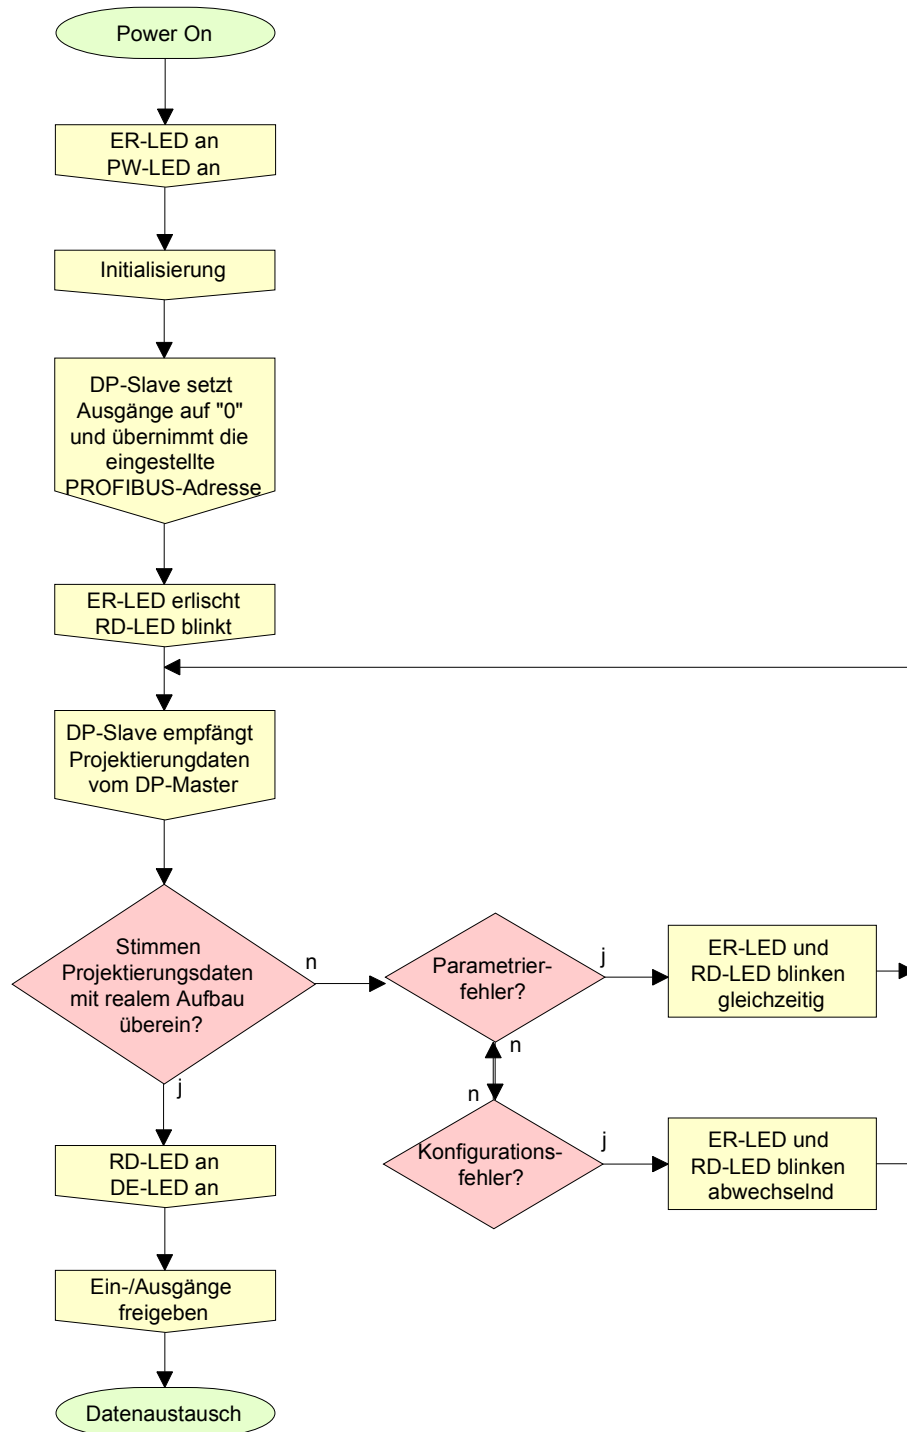 Power On
ER-LED an
PW-LED an
Initialisierung
DP-Slave setzt
Ausgänge auf "0"
und übernimmt die
eingestellte
PROFIBUS-Adresse
ER-LED erlischt
RD-LED blinkt
DP-Slave empfängt
Projektierungdaten
vom DP-Master
Stimmen
Projektierungsdaten
mit realem Aufbau
überein?
n
j
Parametrier-
fehler?
j
n
ER-LED und
RD-LED blinken
gleichzeitig
n
Konfigurations-
fehler?
j
ER-LED und
RD-LED blinken
abwechselnd
RD-LED an
DE-LED an
Ein-/Ausgänge
freigeben
Datenaustausch